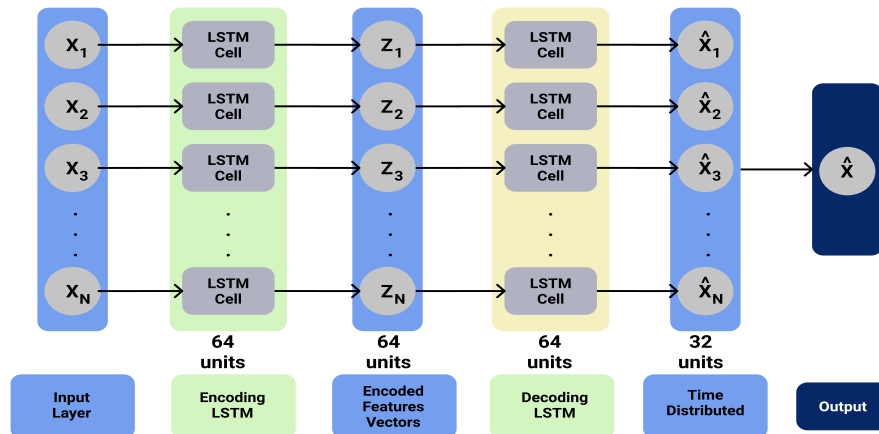 X1 LSTM Cell Z1 LSTM Cell X̂1
X2 LSTM Cell Z2 LSTM Cell X̂2
X3 LSTM Cell Z3 LSTM Cell X̂3
X̂
. . . . .
. . . . .
. . . . .
XN LSTM Cell ZN LSTM Cell X̂N
64 64 64 32
units units units units
Input Layer
Encoding LSTM
Encoded Features Vectors
Decoding LSTM
Time Distributed
Output